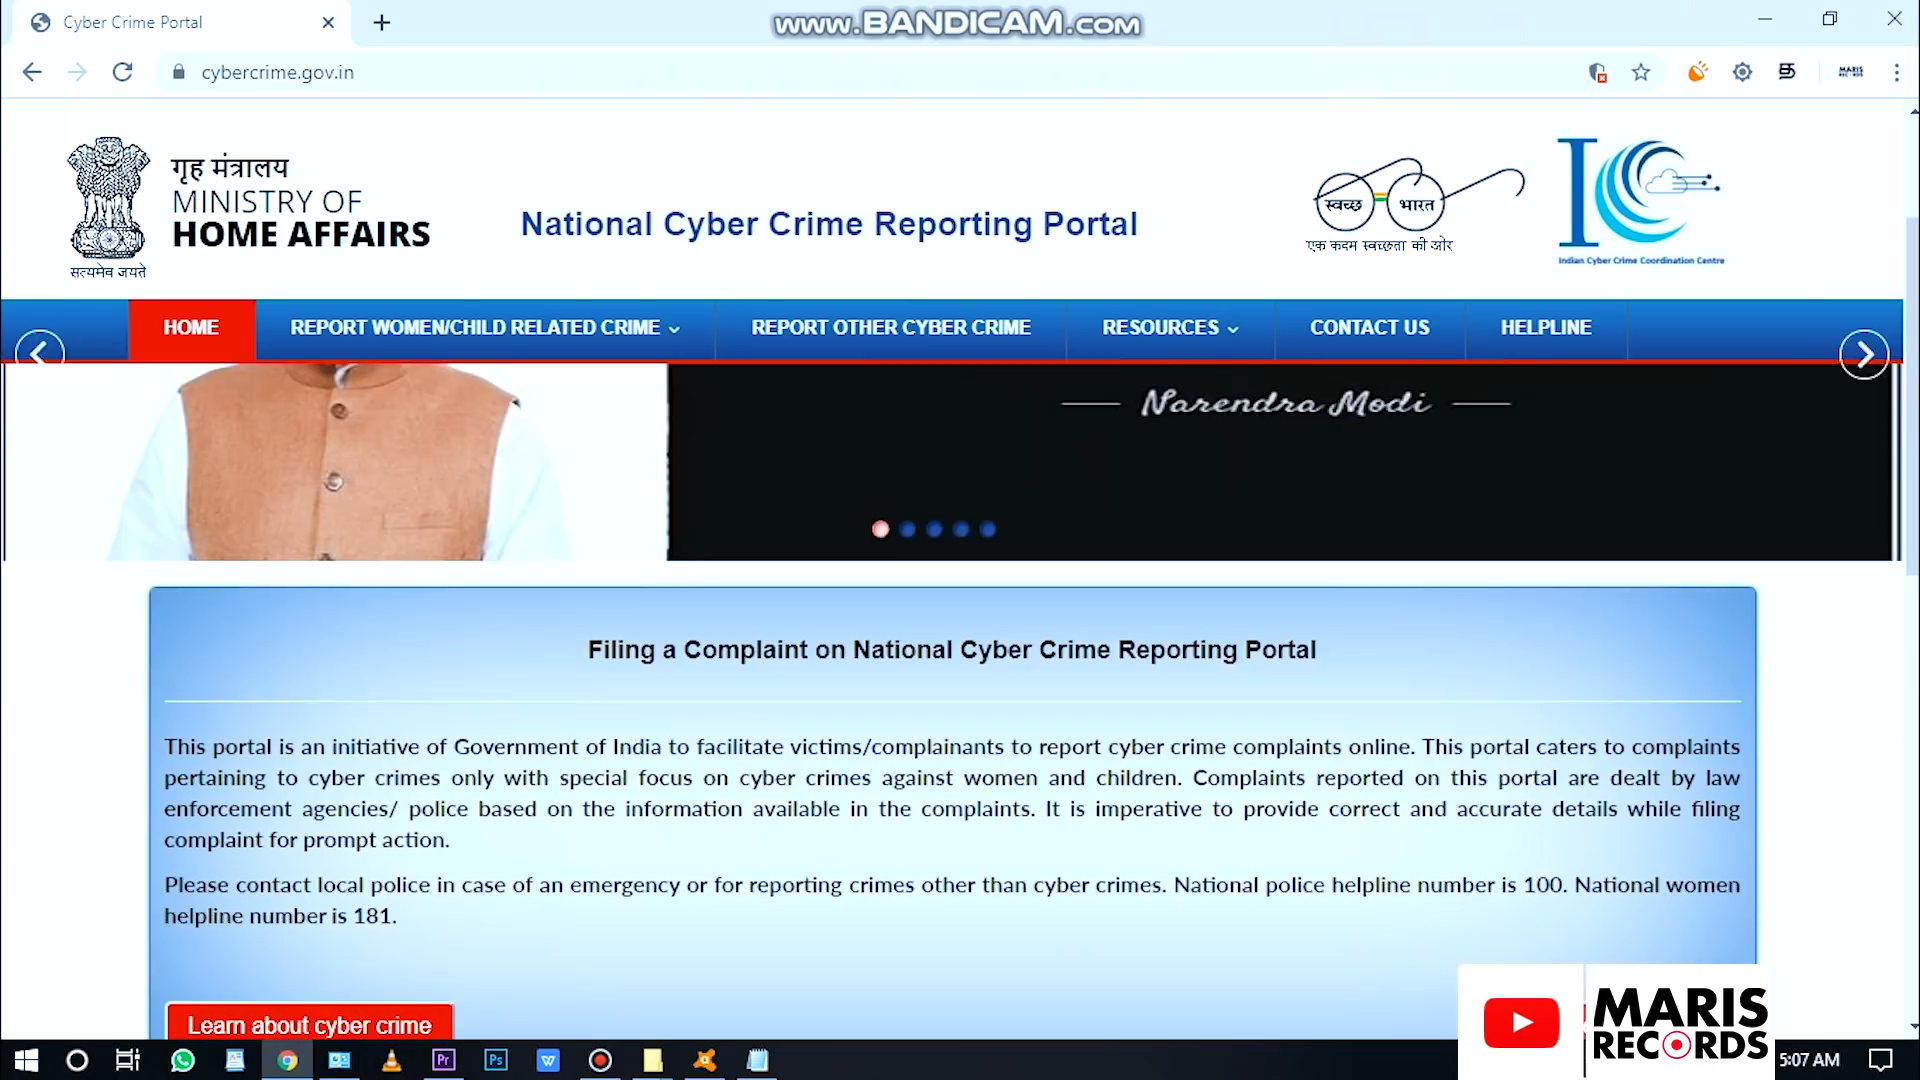 Cyber Crime Portal
www.BANDICAM.com
cybercrime.gov.in
MARIS
RECORDS
गृह मंत्रालय
MINISTRY OF
HOME AFFAIRS
सत्यमेव जयते
National Cyber Crime Reporting Portal
स्वच्छ भारत
एक कदम स्वच्छता की ओर
Indian Cyber Crime Coordination Centre
HOME
REPORT WOMEN/CHILD RELATED CRIME
REPORT OTHER CYBER CRIME
RESOURCES
CONTACT US
HELPLINE
Narendra Modi
Filing a Complaint on National Cyber Crime Reporting Portal
This portal is an initiative of Government of India to facilitate victims/complainants to report cyber crime complaints online. This portal caters to complaints
pertaining to cyber crimes only with special focus on cyber crimes against women and children. Complaints reported on this portal are dealt by law
enforcement agencies/ police based on the information available in the complaints. It is imperative to provide correct and accurate details while filing
complaint for prompt action.
Please contact local police in case of an emergency or for reporting crimes other than cyber crimes. National police helpline number is 100. National women
helpline number is 181.
Learn about cyber crime
MARIS
RECORDS
Pr
Ps
W
5:07 AM